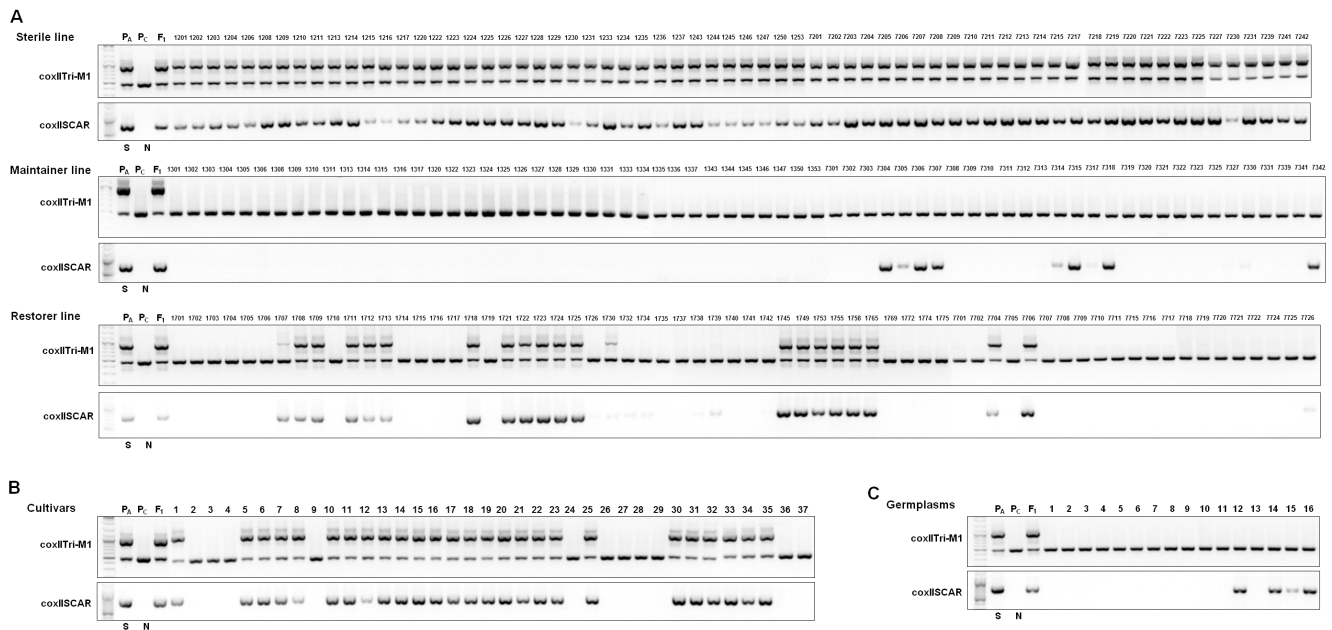 A
Sterile line PA PC F1 1201 1202 1203 1204 1206 1208 1209 1210 1211 1213 1214 1215 1216 1217 1219 1220 1222 1223 1224 1225 1226 1227 1228 1229 1230 1231 1233 1234 1235 1236 1237 1243 1244 1245 1246 1247 1250 1253 7201 7202 7203 7204 7205 7206 7207 7208 7209 7210 7211 7212 7213 7214 7215 7217 7218 7219 7220 7221 7222 7223 7225 7227 7230 7231 7239 7241 7242
coxIITri-M1
coxIISCAR
S N
Maintainer line PA PC F1 1301 1302 1303 1304 1305 1306 1308 1309 1310 1311 1313 1314 1315 1316 1317 1320 1322 1323 1324 1325 1326 1327 1328 1329 1330 1331 1333 1334 1335 1336 1337 1343 1344 1345 1346 1347 1350 1353 7301 7302 7303 7304 7305 7306 7307 7308 7309 7310 7311 7312 7313 7314 7315 7317 7318 7319 7320 7321 7322 7323 7325 7327 7330 7331 7339 7341 7342
coxIITri-M1
coxIISCAR
S N
Restorer line PA PC F1 1701 1702 1703 1704 1705 1706 1707 1708 1709 1710 1711 1712 1713 1714 1715 1716 1717 1718 1719 1721 1722 1723 1724 1725 1726 1730 1732 1734 1735 1737 1738 1739 1740 1741 1742 1745 1749 1753 1755 1758 1765 1769 1772 1774 1775 7701 7702 7704 7705 7706 7707 7708 7709 7710 7711 7712 7713 7715 7716 7717 7718 7719 7720 7721 7722 7724 7725 7726
coxIITri-M1
coxIISCAR
S N
B
Cultivars PA PC F1 1 2 3 4 5 6 7 8 9 10 11 12 13 14 15 16 17 18 19 20 21 22 23 24 25 26 27 28 29 30 31 32 33 34 35 36 37
coxIITri-M1
coxIISCAR
S N
C
Germplasms PA PC F1 1 2 3 4 5 6 7 8 9 10 11 12 13 14 15 16
coxIITri-M1
coxIISCAR
S N